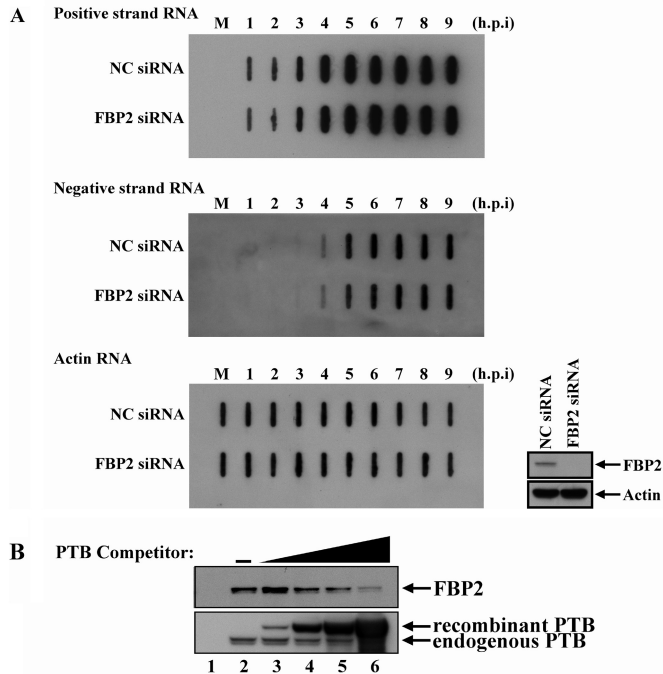 A
Positive strand RNA
M 1 2 3 4 5 6 7 8 9 (h.p.i)
NC siRNA
FBP2 siRNA
Negative strand RNA
M 1 2 3 4 5 6 7 8 9 (h.p.i)
NC siRNA
FBP2 siRNA
Actin RNA
M 1 2 3 4 5 6 7 8 9 (h.p.i)
NC siRNA
FBP2 siRNA
NC siRNA
FBP2 siRNA
FBP2
Actin
B
PTB Competitor:
FBP2
recombinant PTB
endogenous PTB
1 2 3 4 5 6